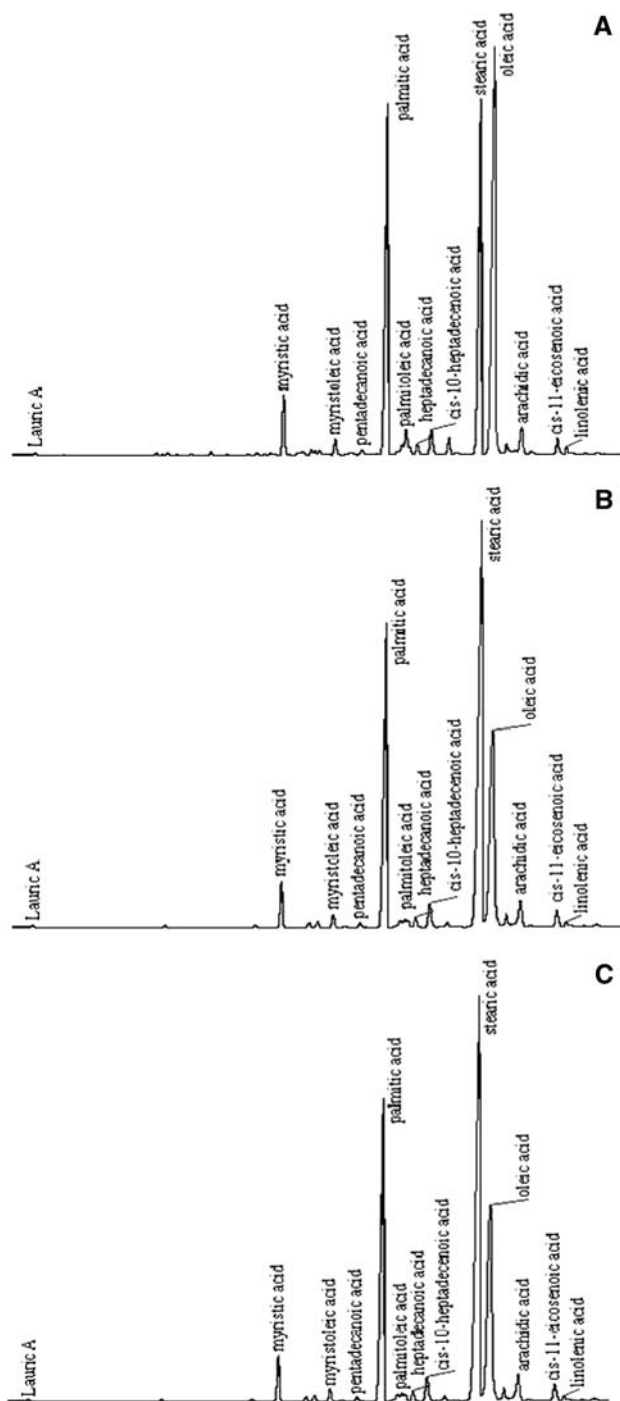 A
Lauric A
myristic acid
myristoleic acid
pentadecanoic acid
palmitic acid
palmitoleic acid
heptadecanoic acid
cis-10-heptadecenoic acid
stearic acid
oleic acid
arachidic acid
cis-11-eicosenoic acid
linolenic acid
B
Lauric A
myristic acid
myristoleic acid
pentadecanoic acid
palmitic acid
palmitoleic acid
heptadecanoic acid
cis-10-heptadecenoic acid
stearic acid
oleic acid
arachidic acid
cis-11-eicosenoic acid
linolenic acid
C
Lauric A
myristic acid
myristoleic acid
pentadecanoic acid
palmitic acid
palmitoleic acid
heptadecanoic acid
cis-10-heptadecenoic acid
stearic acid
oleic acid
arachidic acid
cis-11-eicosenoic acid
linolenic acid